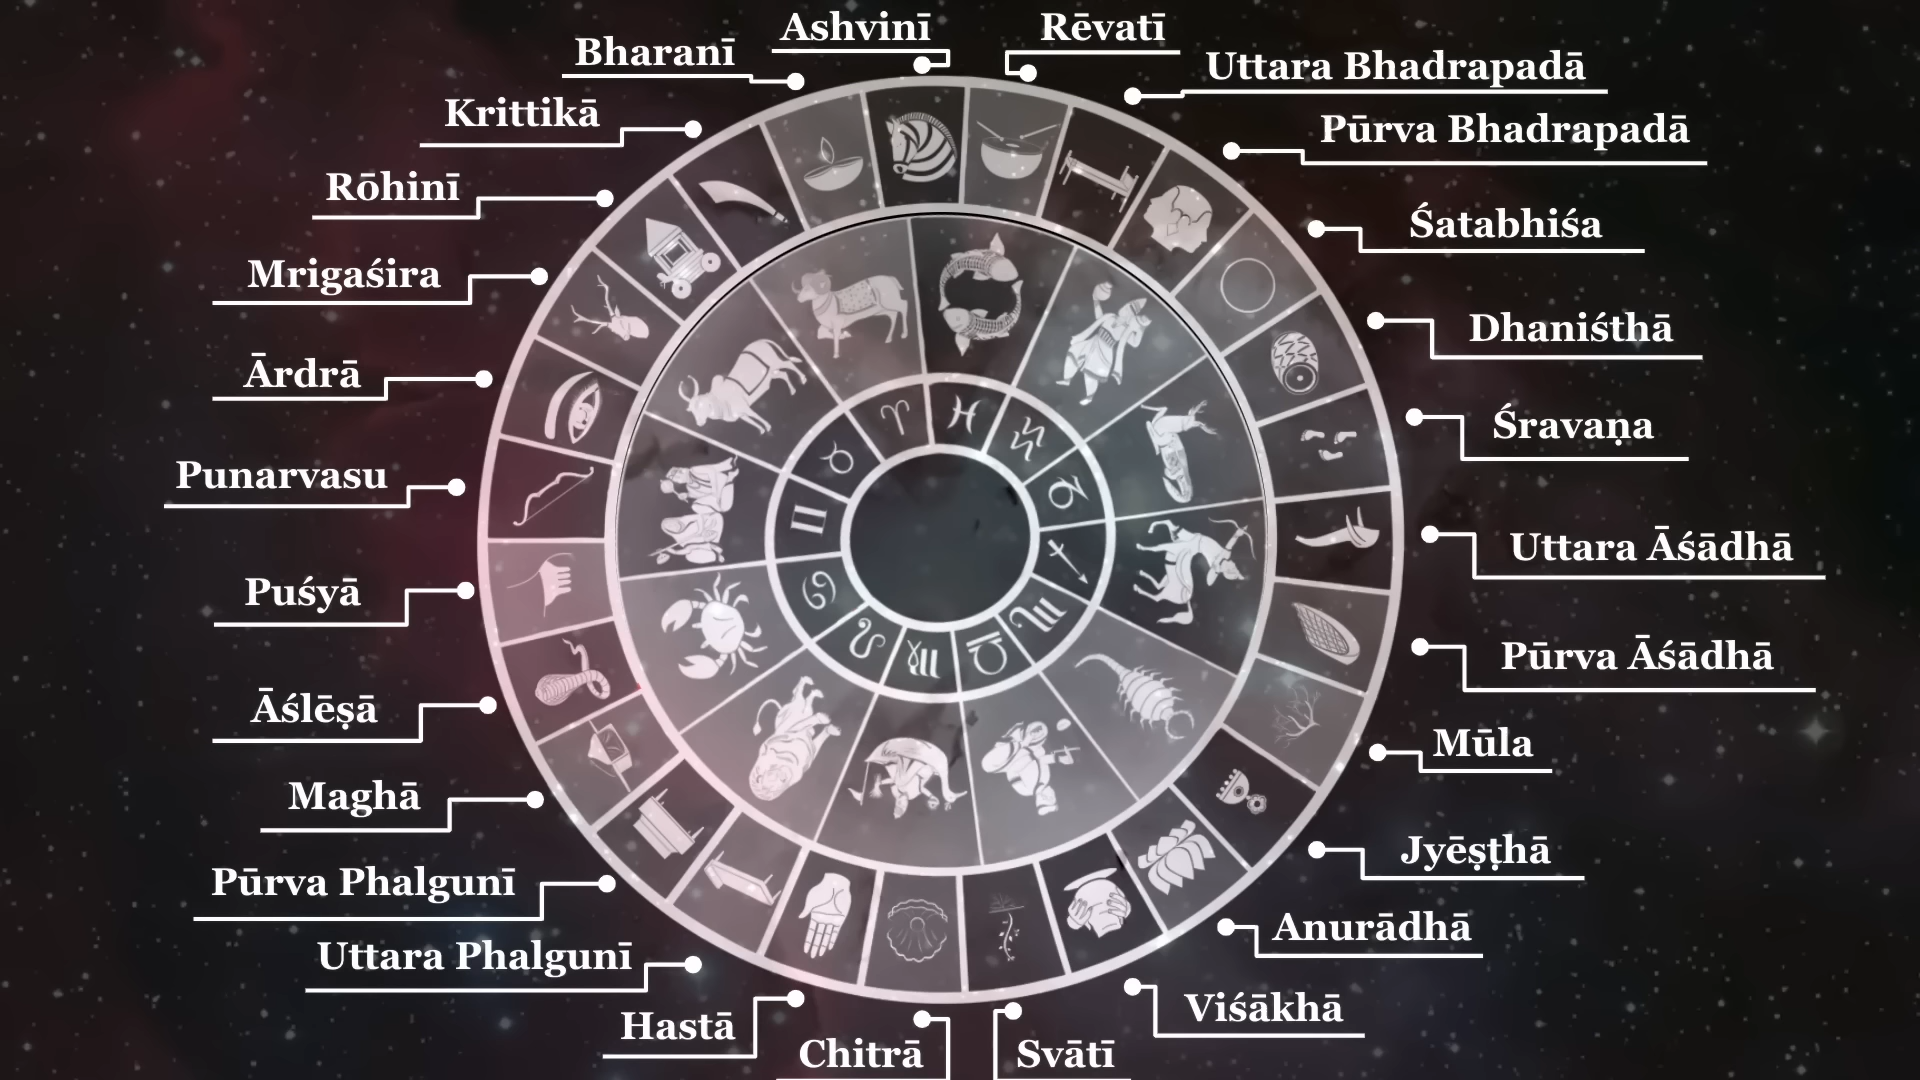 Ashvinī
Rēvatī
Bharanī
Uttara Bhadrapadā
Krittikā
Pūrva Bhadrapadā
Rōhinī
Śatabhiśa
Mrigaśira
Dhaniśthā
Ārdrā
Śravaṇa
Punarvasu
Uttara Āśādhā
Puśyā
Pūrva Āśādhā
Āślēṣā
Mūla
Maghā
Jyēṣṭhā
Pūrva Phalgunī
Anurādhā
Uttara Phalgunī
Viśākhā
Hastā
Chitrā
Svātī
♈
♓
♒
♑
♐
♏
♎
♍
♌
♋
♊
♉